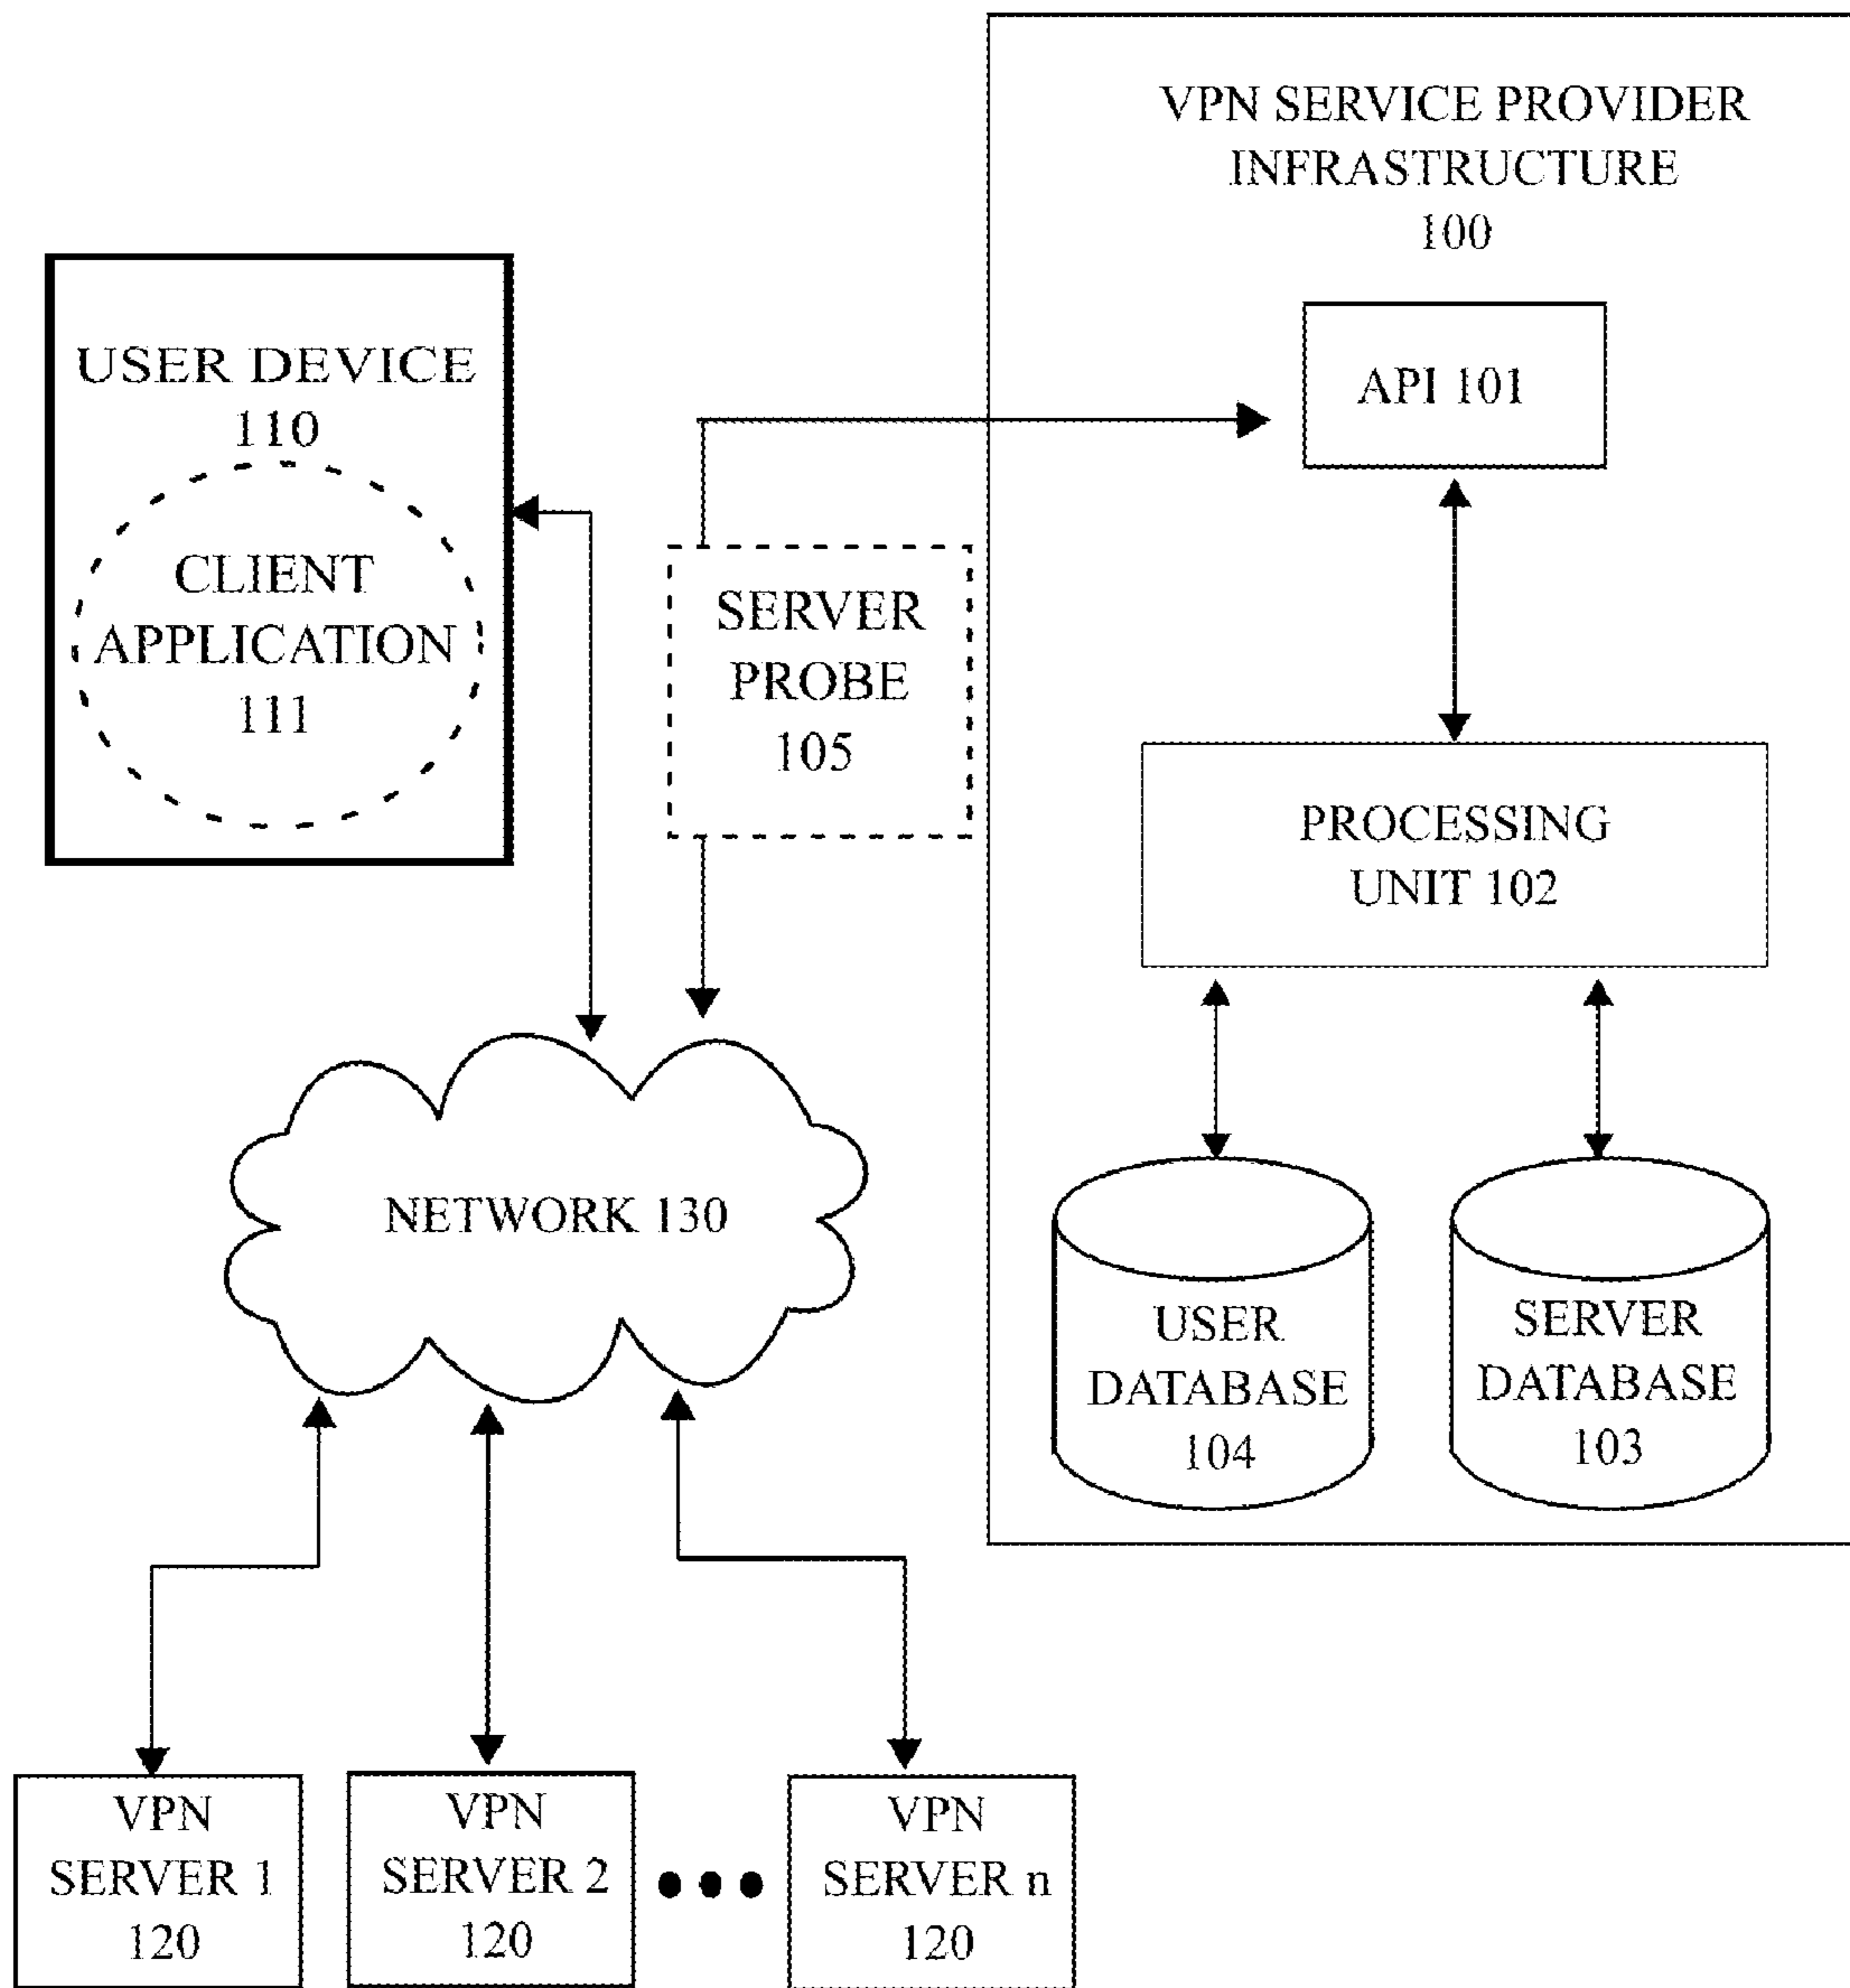 VPN SERVICE PROVIDER
INFRASTRUCTURE
100
API 101
USER DEVICE
110
CLIENT
APPLICATION
111
SERVER
PROBE
105
PROCESSING
UNIT 102
NETWORK 130
USER
DATABASE
104
SERVER
DATABASE
103
VPN
SERVER 1
120
VPN
SERVER 2
120
VPN
SERVER n
120